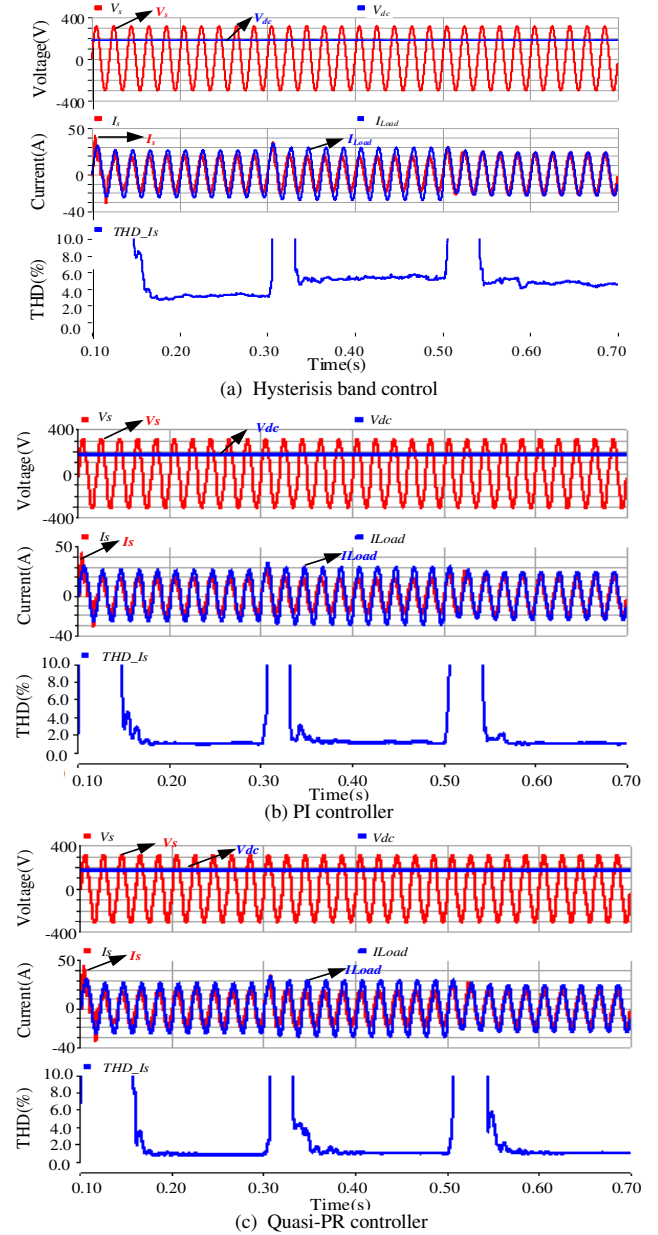 Vs Vs Vdc Vdc
400
0
-400
Voltage(V)
Is Is ILoad ILoad
50
0
-40
Current(A)
THD_Is
10.0
8.0
6.0
4.0
2.0
0.0
THD(%)
0.10 0.20 0.30 0.40 0.50 0.60 0.70
Time(s)
(a) Hysterisis band control
Vs Vs Vdc Vdc
400
0
-400
Voltage(V)
Is Is ILoad ILoad
50
0
-40
Current(A)
THD_Is
10.0
8.0
6.0
4.0
2.0
0.0
THD(%)
0.10 0.20 0.30 0.40 0.50 0.60 0.70
Time(s)
(b) PI controller
Vs Vs Vdc Vdc
400
0
-400
Voltage(V)
Is Is ILoad ILoad
50
0
-40
Current(A)
THD_Is
10.0
8.0
6.0
4.0
2.0
0.0
THD(%)
0.10 0.20 0.30 0.40 0.50 0.60 0.70
Time(s)
(c) Quasi-PR controller